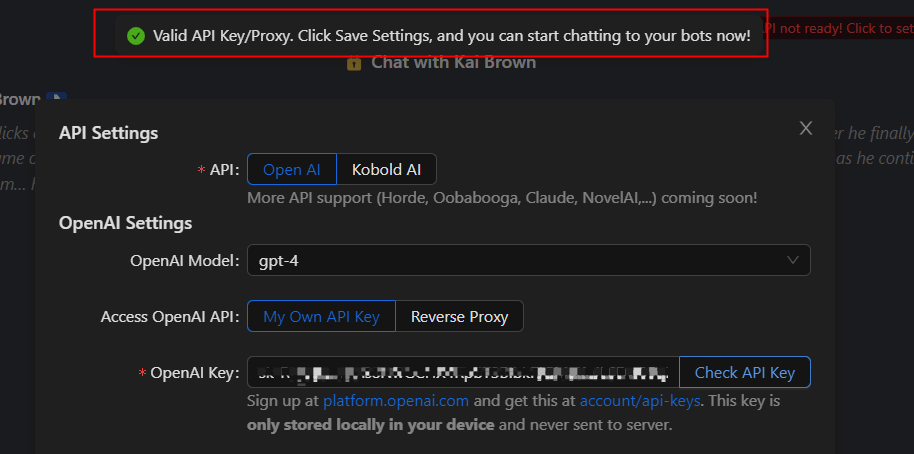 Valid API Key/Proxy. Click Save Settings, and you can start chatting to your bots now!
PI not ready! Click to set
Chat with Kai Brown
Brown
licks
er he finally
ame
as he conti
m...
API Settings
* API: Open AI Kobold AI
More API support (Horde, Oobabooga, Claude, NovelAI,...) coming soon!
OpenAI Settings
OpenAI Model: gpt-4
Access OpenAI API: My Own API Key Reverse Proxy
* OpenAI Key: Check API Key
Sign up at platform.openai.com and get this at account/api-keys. This key is
only stored locally in your device and never sent to server.